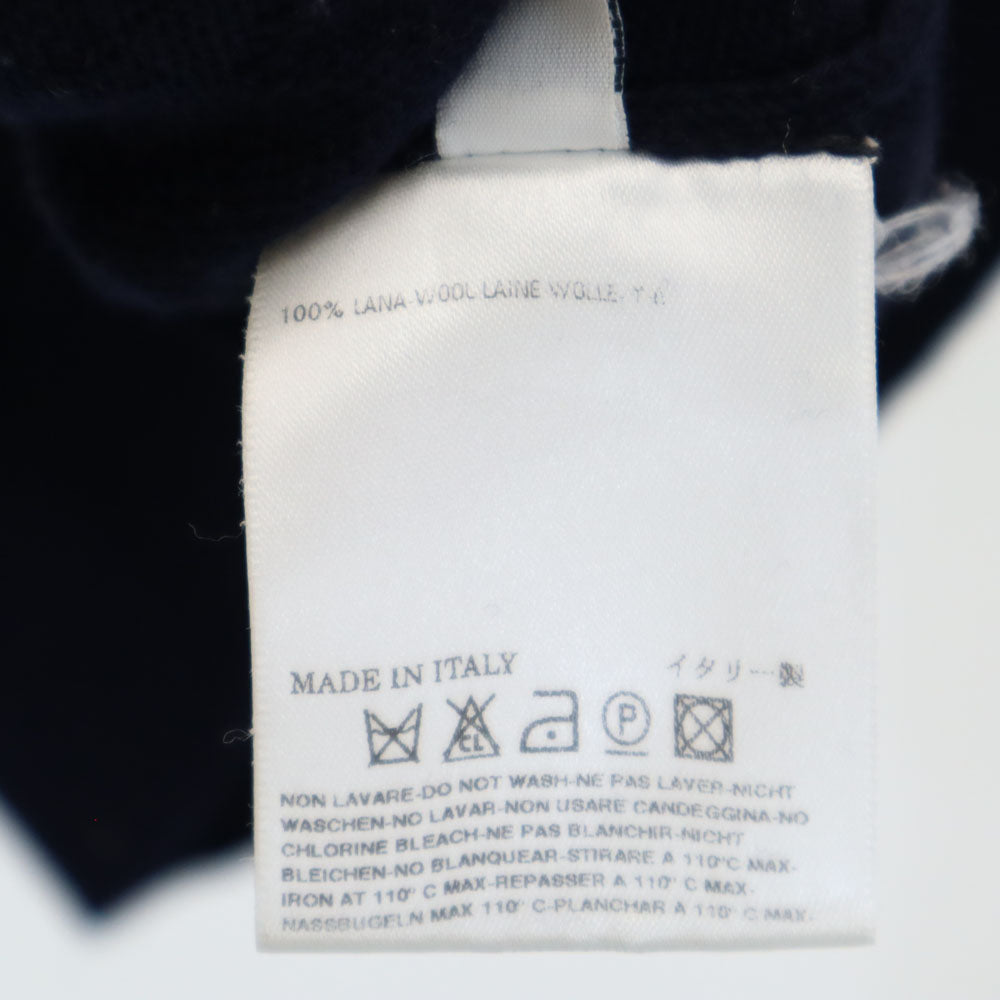 100% LANA-WOOL LAINE WOLLE-
MADE IN ITALY イタリー製
CL P
NON LAVARE-DO NOT WASH-NE PAS LAVER-NICHT
WASCHEN-NO LAVAR-NON USARE CANDEGGINA-NO
CHLORINE BLEACH-NE PAS BLANCHIR-NICHT
BLEICHEN-NO BLANQUEAR-STIRARE A 110°C MAX-
IRON AT 110° C MAX-REPASSER A 110° C MAX-
NASSBUGELN MAX 110° C-PLANCHAR A 110° C MAX.